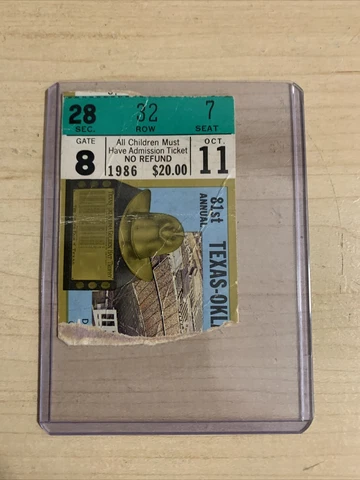 28 32 7
SEC. ROW SEAT
GATE
8
All Children Must
Have Admission Ticket
NO REFUND
1986 $20.00
OCT.
11
81st
ANNUAL
TEXAS-OKL